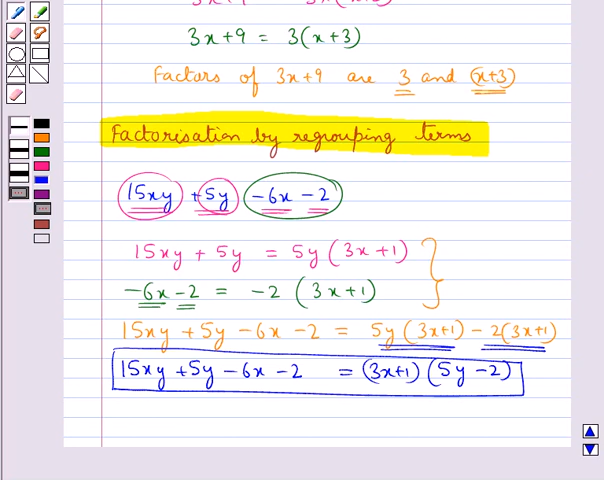 3x+9 = 3(x+3)
Factors of 3x+9 are 3 and (x+3)
Factorisation by regrouping terms
15xy +5y -6x -2
15xy + 5y = 5y(3x+1)
-6x -2 = -2 (3x+1)
15xy + 5y - 6x - 2 = 5y(3x+1) - 2(3x+1)
15xy +5y - 6x - 2 = (3x+1) (5y -2)